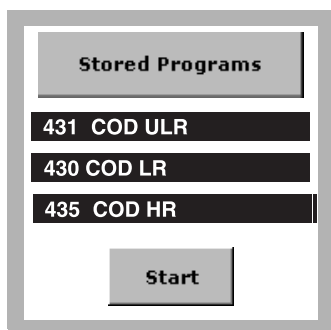 Stored Programs
431 COD ULR
430 COD LR
435 COD HR
Start